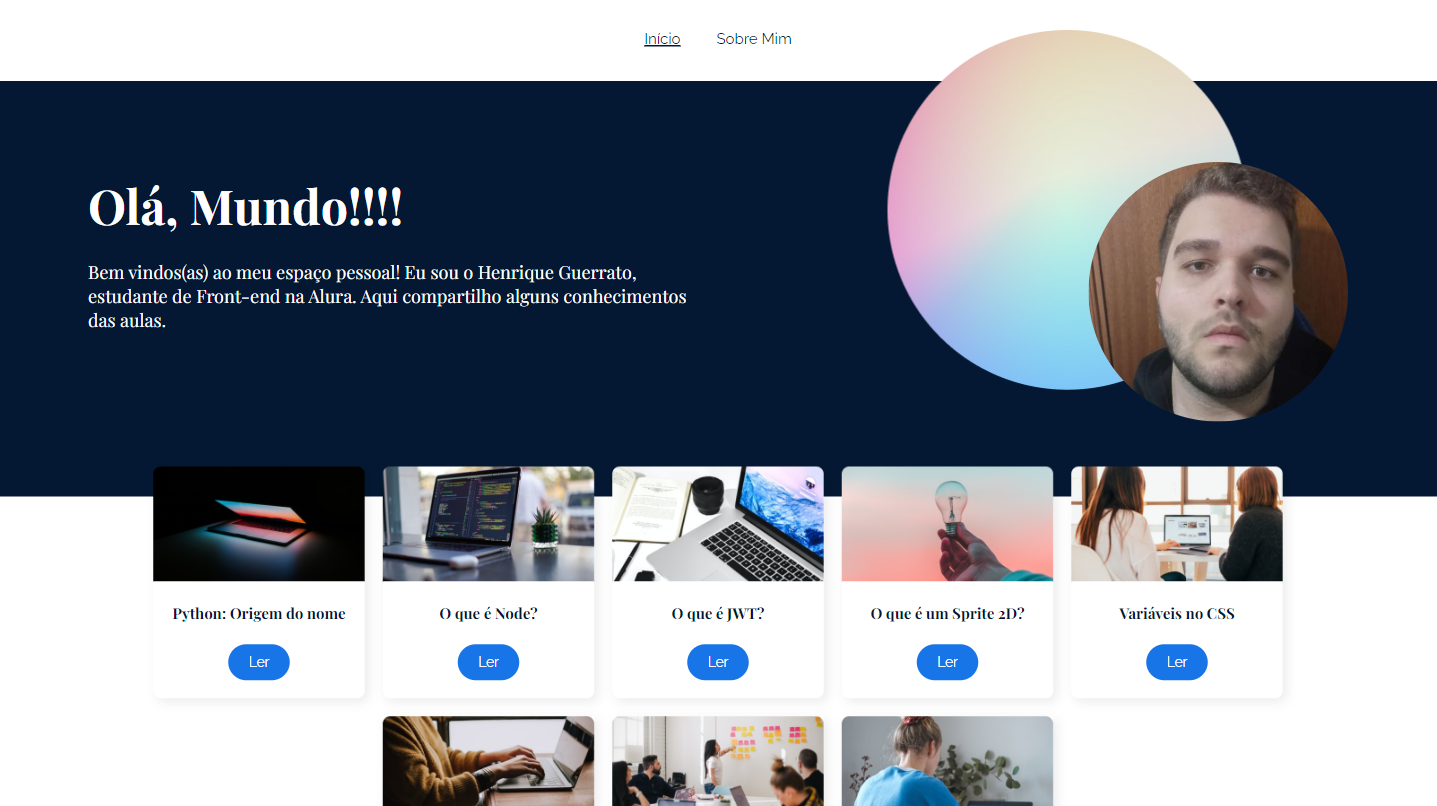 Início Sobre Mim
Olá, Mundo!!!!
Bem vindos(as) ao meu espaço pessoal! Eu sou o Henrique Guerrato,
estudante de Front-end na Alura. Aqui compartilho alguns conhecimentos
das aulas.
Python: Origem do nome
Ler
O que é Node?
Ler
O que é JWT?
Ler
O que é um Sprite 2D?
Ler
Variáveis no CSS
Ler